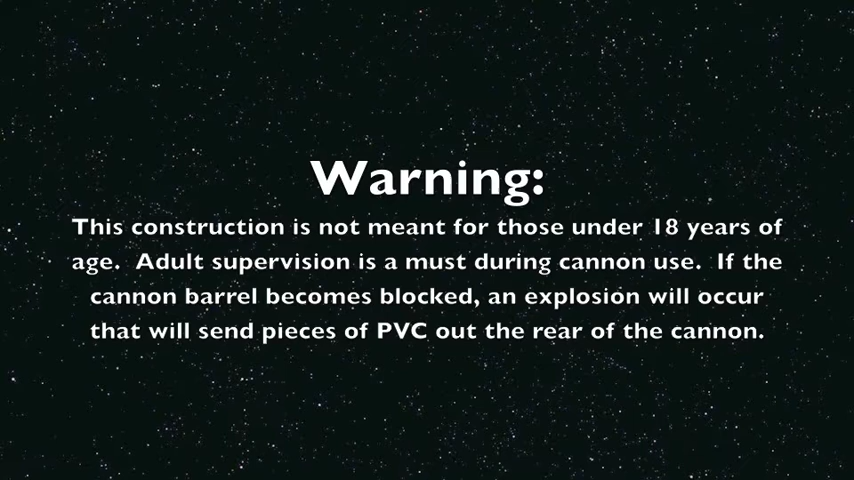 Warning:
This construction is not meant for those under 18 years of
age.  Adult supervision is a must during cannon use.  If the
cannon barrel becomes blocked, an explosion will occur
that will send pieces of PVC out the rear of the cannon.